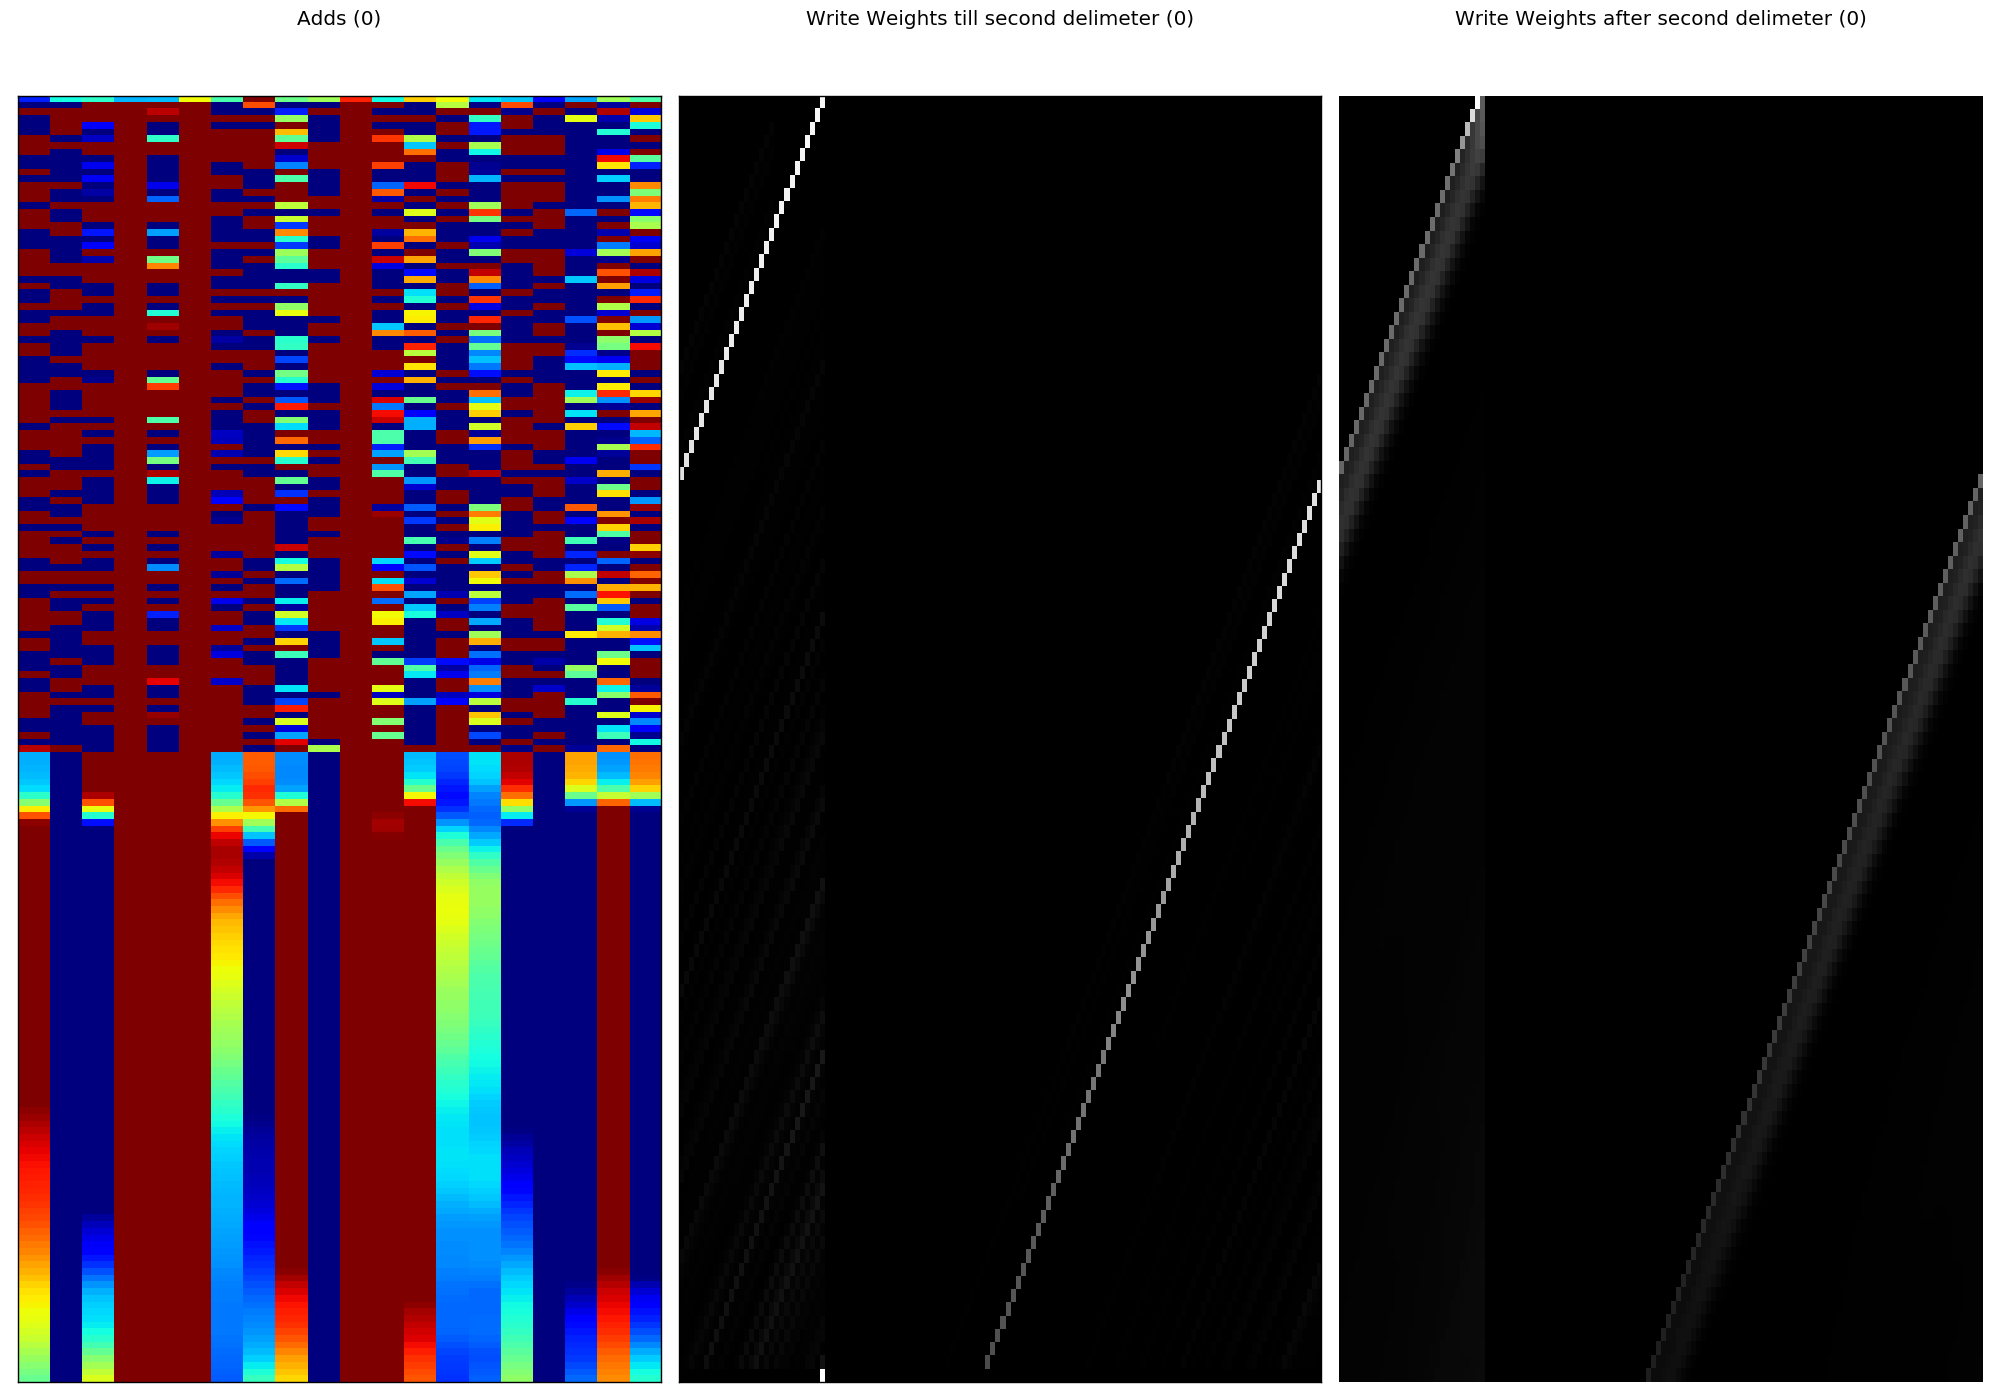 Adds (0)
Write Weights till second delimeter (0)
Write Weights after second delimeter (0)